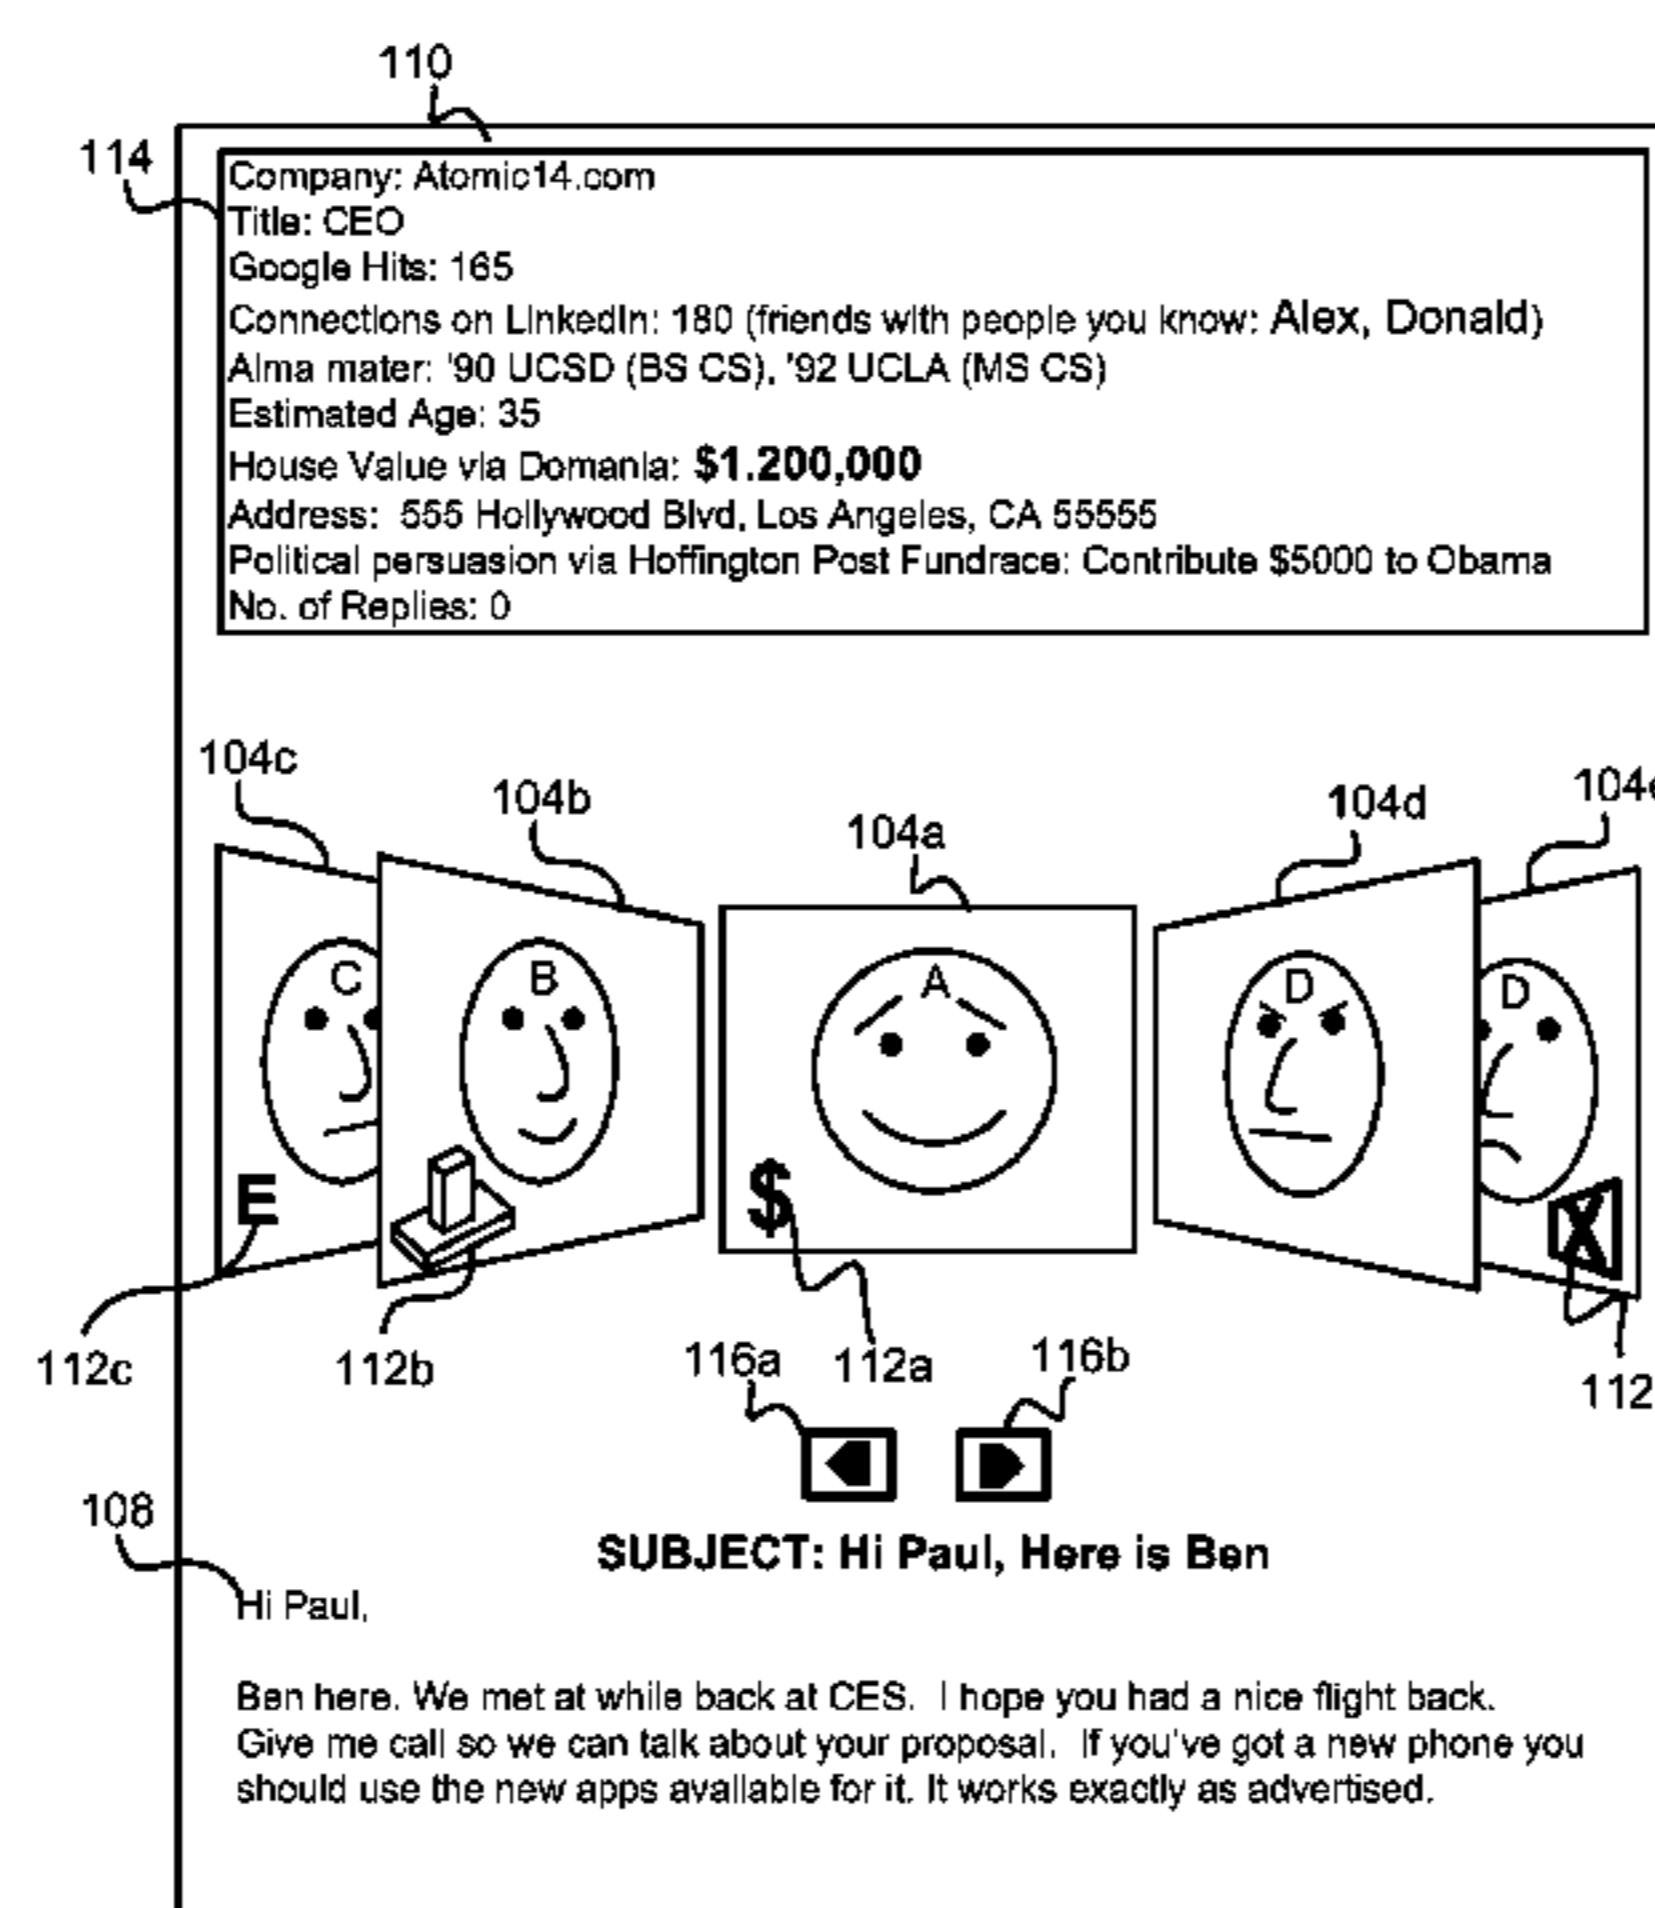 110
114
Company: Atomic14.com
Title: CEO
Google Hits: 165
Connections on LinkedIn: 180 (friends with people you know: Alex, Donald)
Alma mater: '90 UCSD (BS CS), '92 UCLA (MS CS)
Estimated Age: 35
House Value via Domania: $1.200,000
Address: 555 Hollywood Blvd, Los Angeles, CA 55555
Political persuasion via Hoffington Post Fundrace: Contribute $5000 to Obama
No. of Replies: 0
104c 104b 104a 104d 104e
C B A D D
E $ X
112c 112b 116a 112a 116b 112
108
SUBJECT: Hi Paul, Here is Ben
Hi Paul,
Ben here. We met at while back at CES. I hope you had a nice flight back.
Give me call so we can talk about your proposal. If you've got a new phone you
should use the new apps available for it. It works exactly as advertised.